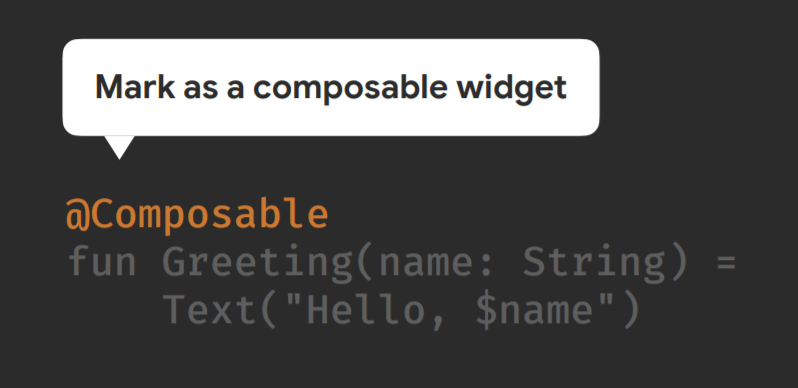 Mark as a composable widget
@Composable
fun Greeting(name: String) =
    Text("Hello, $name")